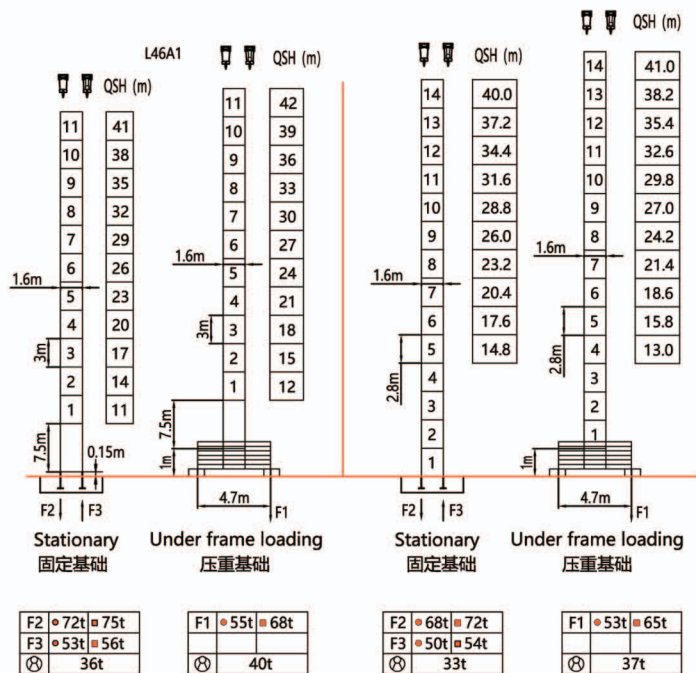 L46A1
QSH (m)
11 41
10 38
9 35
8 32
7 29
6 26
5 23
4 20
3 17
2 14
1 11
1.6m
3m
7.5m
0.15m
F2 F3
Stationary
固定基础
F2 72t 75t
F3 53t 56t
36t
QSH (m)
11 42
10 39
9 36
8 33
7 30
6 27
5 24
4 21
3 18
2 15
1 12
1.6m
3m
7.5m
1m
4.7m
F1
Under frame loading
压重基础
F1 55t 68t
40t
QSH (m)
14 40.0
13 37.2
12 34.4
11 31.6
10 28.8
9 26.0
8 23.2
7 20.4
6 17.6
5 14.8
4
3
2
1
1.6m
2.8m
F2 F3
Stationary
固定基础
F2 68t 72t
F3 50t 54t
33t
QSH (m)
14 41.0
13 38.2
12 35.4
11 32.6
10 29.8
9 27.0
8 24.2
7 21.4
6 18.6
5 15.8
4 13.0
3
2
1
1.6m
2.8m
1m
4.7m
F1
Under frame loading
压重基础
F1 53t 65t
37t